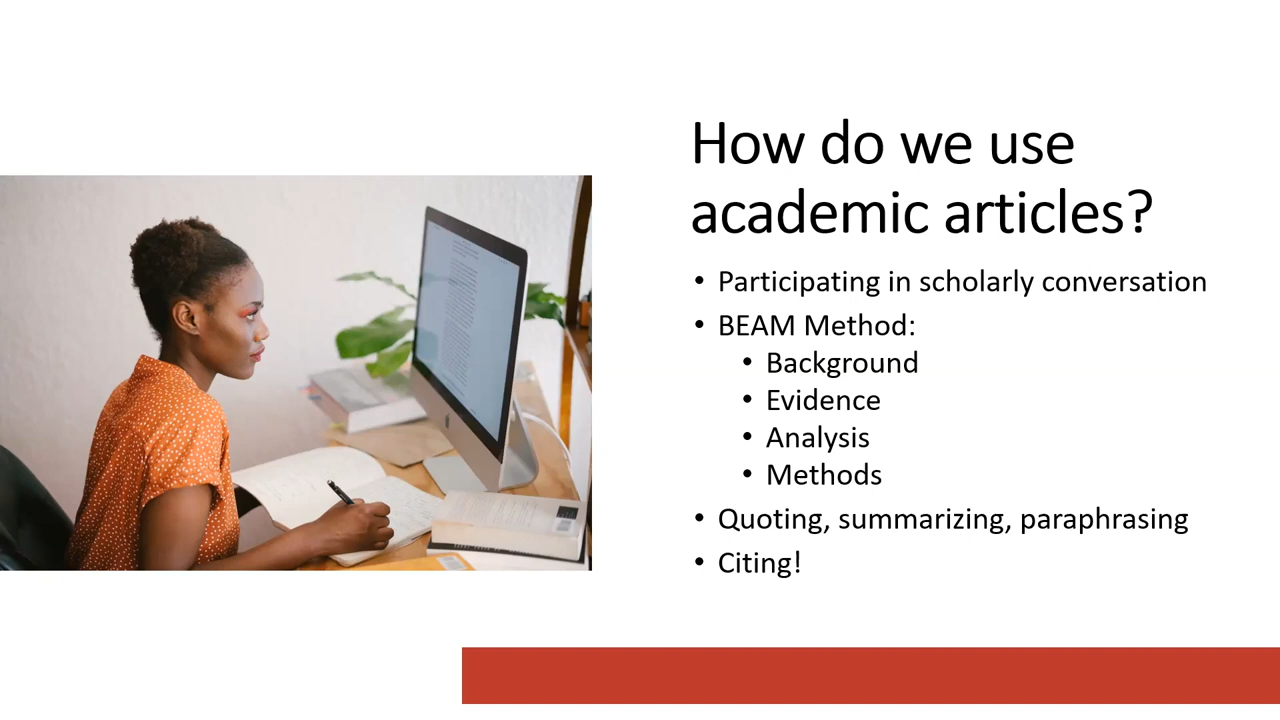 How do we use
academic articles?
• Participating in scholarly conversation
• BEAM Method:
• Background
• Evidence
• Analysis
• Methods
• Quoting, summarizing, paraphrasing
• Citing!